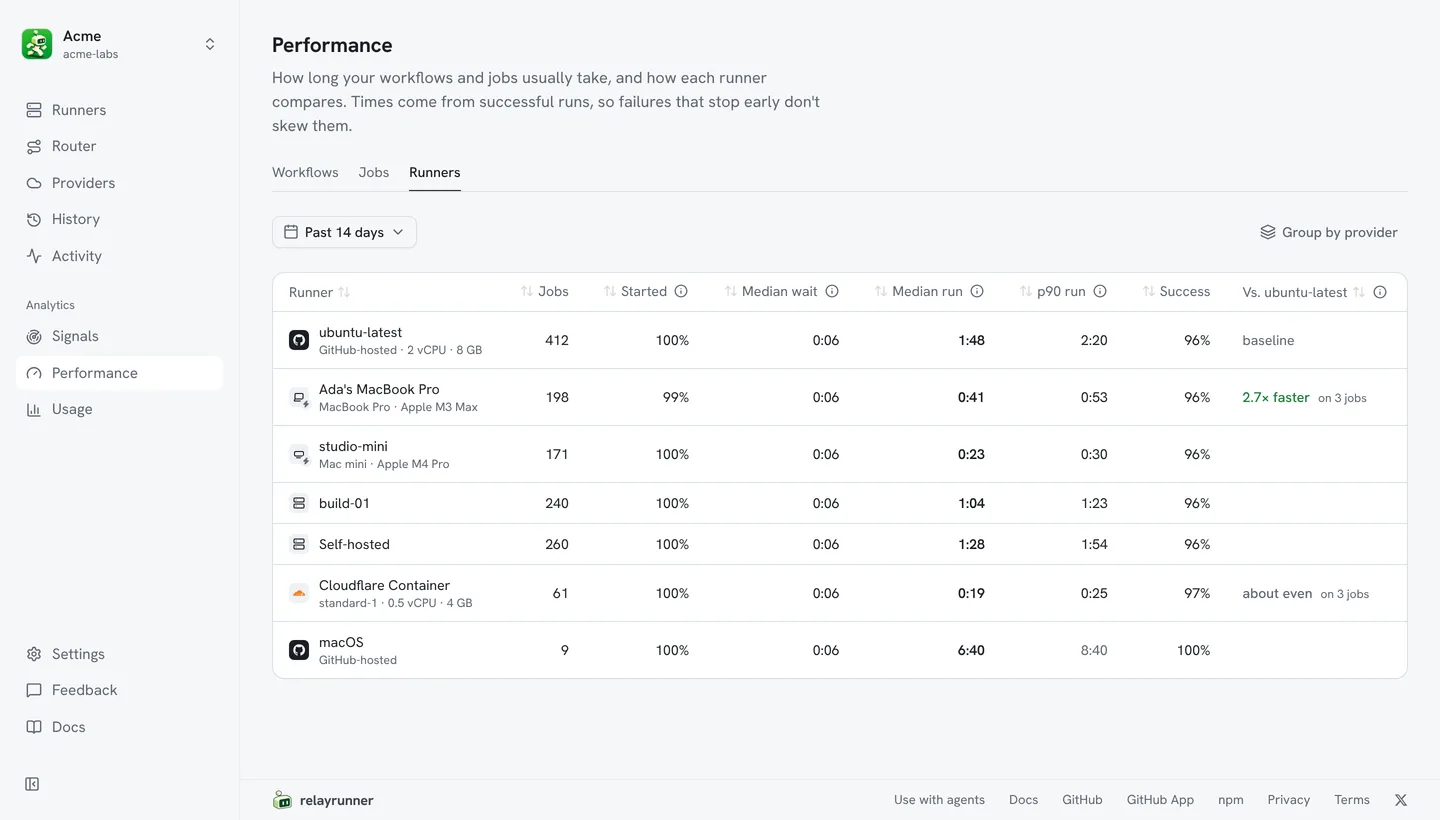 Acme
acme-labs
Runners
Router
Providers
History
Activity
Analytics
Signals
Performance
Usage
Settings
Feedback
Docs
Performance
How long your workflows and jobs usually take, and how each runner
compares. Times come from successful runs, so failures that stop early don't
skew them.
Workflows Jobs Runners
Past 14 days Group by provider
Runner Jobs Started Median wait Median run p90 run Success Vs. ubuntu-latest
ubuntu-latest
GitHub-hosted · 2 vCPU · 8 GB
412 100% 0:06 1:48 2:20 96% baseline
Ada's MacBook Pro
MacBook Pro · Apple M3 Max
198 99% 0:06 0:41 0:53 96% 2.7× faster on 3 jobs
studio-mini
Mac mini · Apple M4 Pro
171 100% 0:06 0:23 0:30 96%
build-01 240 100% 0:06 1:04 1:23 96%
Self-hosted 260 100% 0:06 1:28 1:54 96%
Cloudflare Container
standard-1 · 0.5 vCPU · 4 GB
61 100% 0:06 0:19 0:25 97% about even on 3 jobs
macOS
GitHub-hosted
9 100% 0:06 6:40 8:40 100%
relayrunner Use with agents Docs GitHub GitHub App npm Privacy Terms